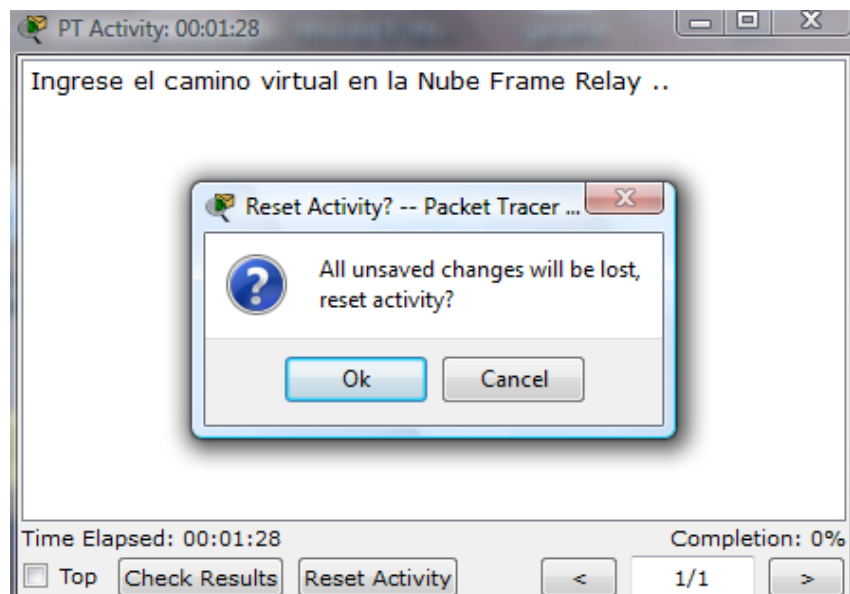 PT Activity: 00:01:28
Ingrese el camino virtual en la Nube Frame Relay ..
Reset Activity? -- Packet Tracer ...
All unsaved changes will be lost,
reset activity?
Ok Cancel
Time Elapsed: 00:01:28 Completion: 0%
Top Check Results Reset Activity < 1/1 >